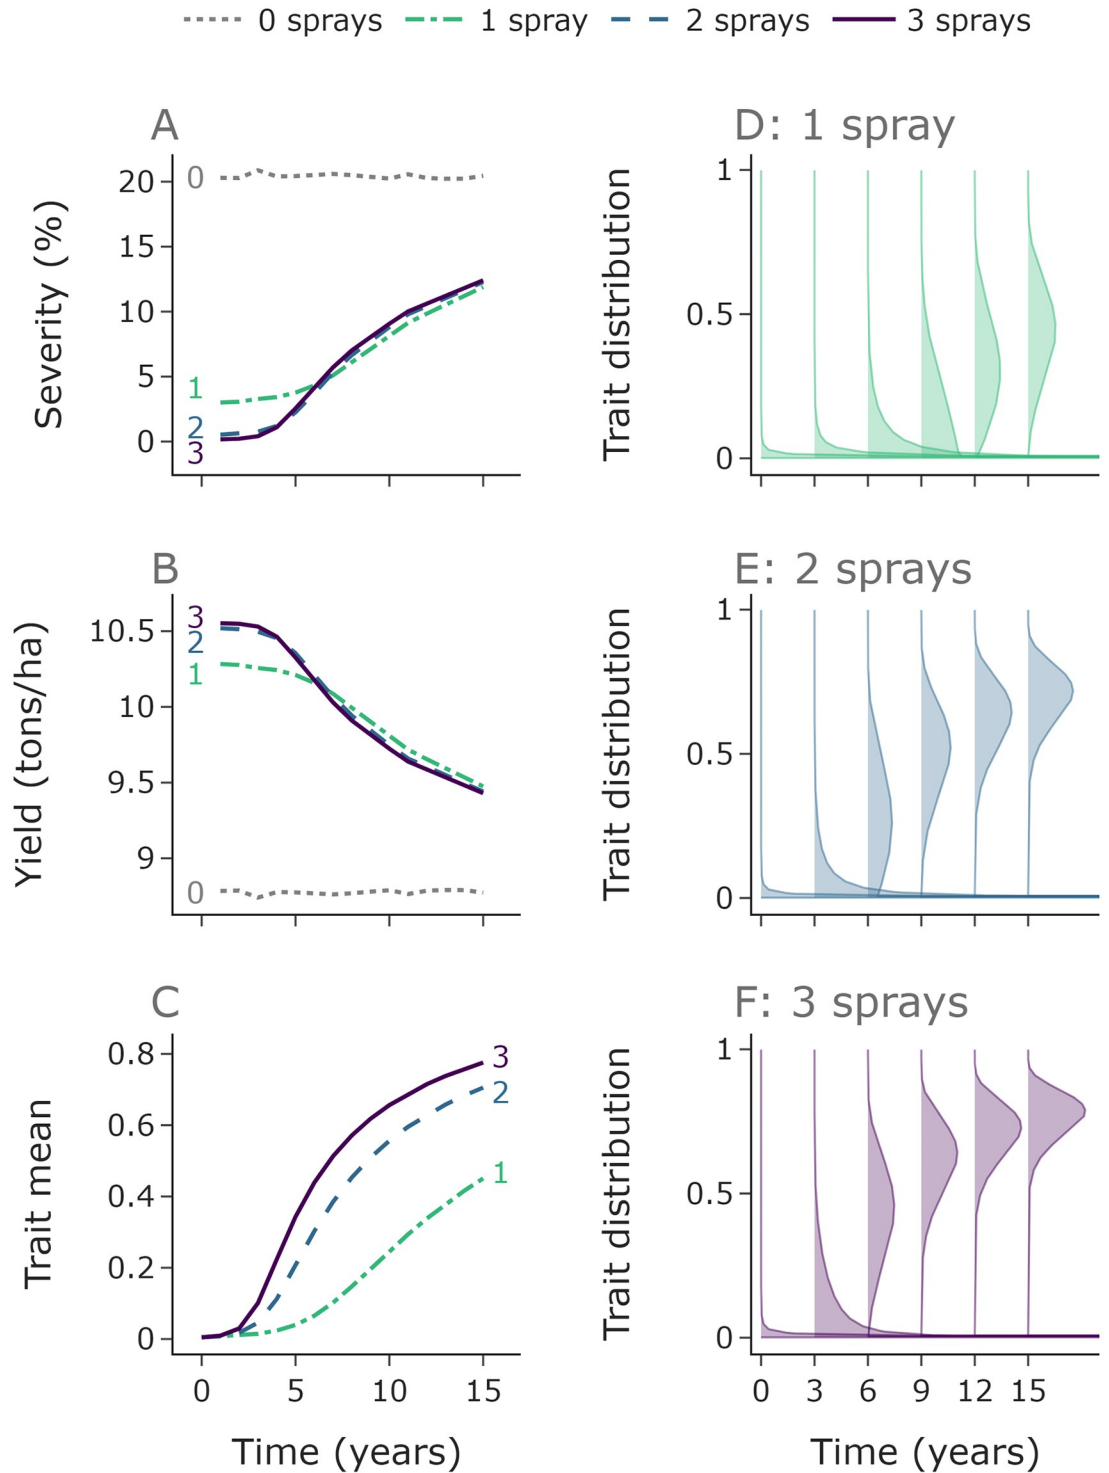 0 sprays 1 spray 2 sprays 3 sprays
A
Severity (%)
20
15
10
5
0
0
1
2
3
D: 1 spray
Trait distribution
1
0.5
0
B
Yield (tons/ha)
10.5
10
9.5
9
3
2
1
0
E: 2 sprays
Trait distribution
1
0.5
0
C
Trait mean
0.8
0.6
0.4
0.2
0
3
2
1
0 5 10 15
Time (years)
F: 3 sprays
Trait distribution
1
0.5
0
0 3 6 9 12 15
Time (years)